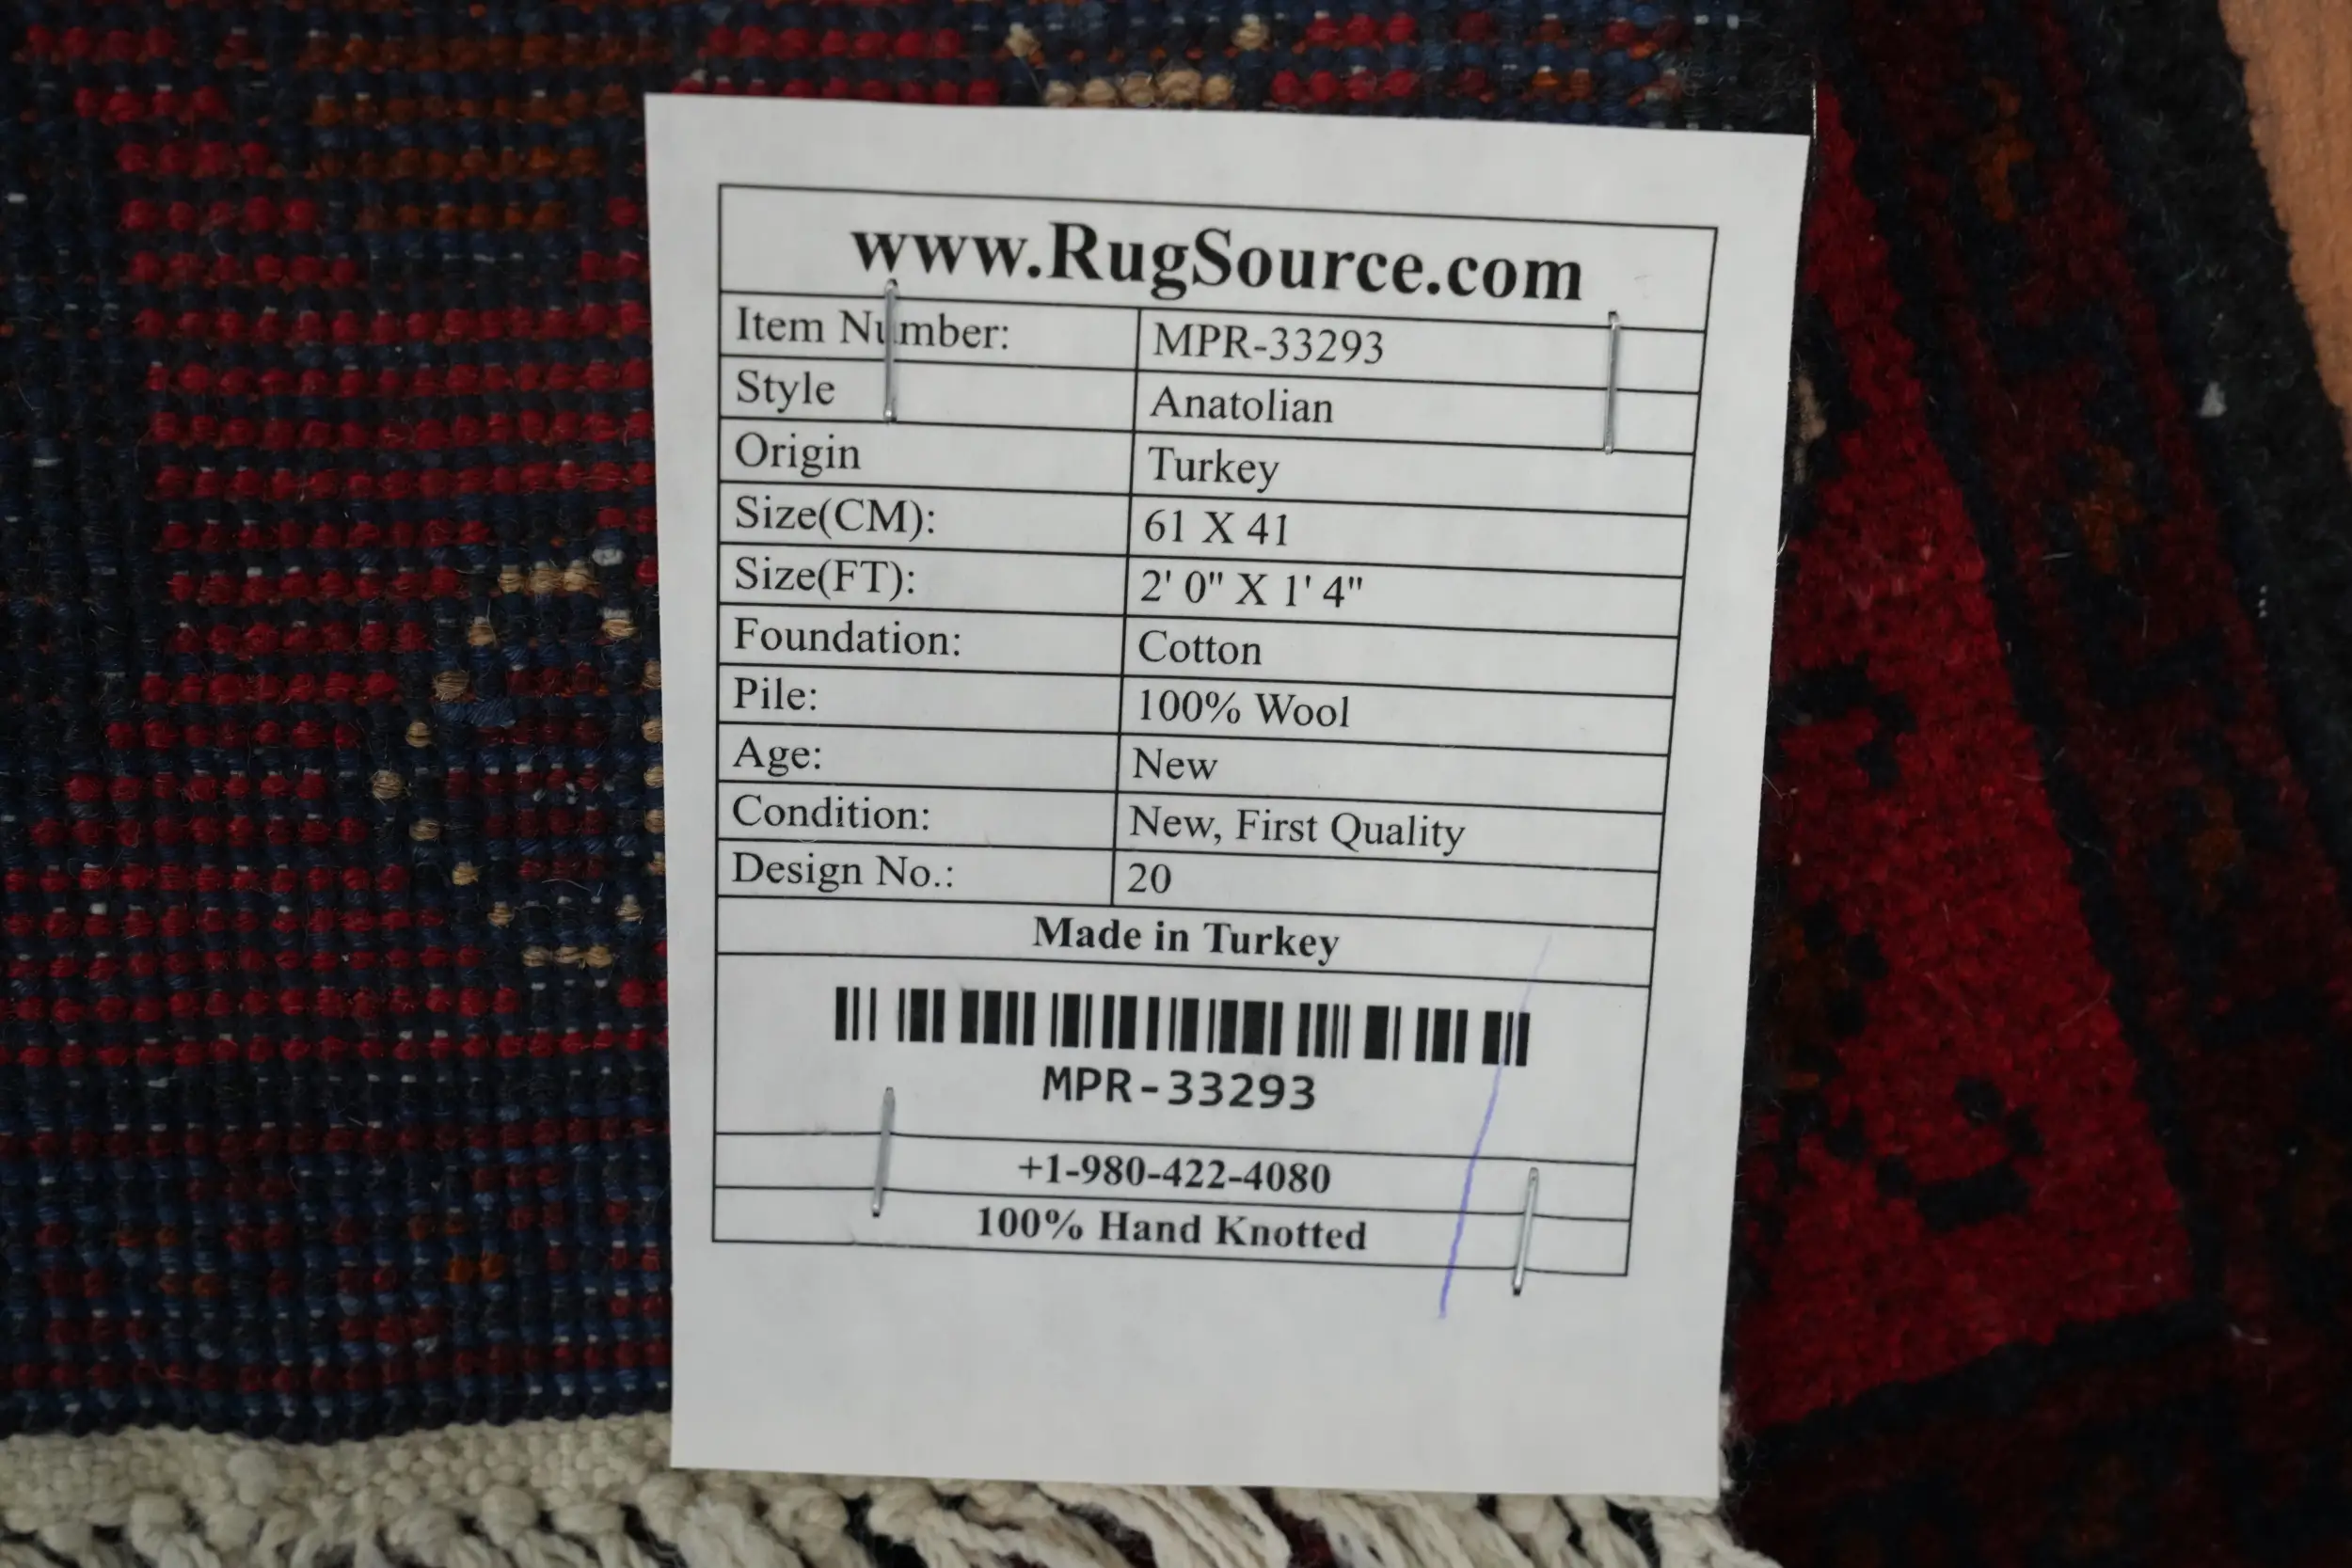 www.RugSource.com
Item Number: MPR-33293
Style Anatolian
Origin Turkey
Size(CM): 61 X 41
Size(FT): 2' 0" X 1' 4"
Foundation: Cotton
Pile: 100% Wool
Age: New
Condition: New, First Quality
Design No.: 20
Made in Turkey
MPR-33293
+1-980-422-4080
100% Hand Knotted